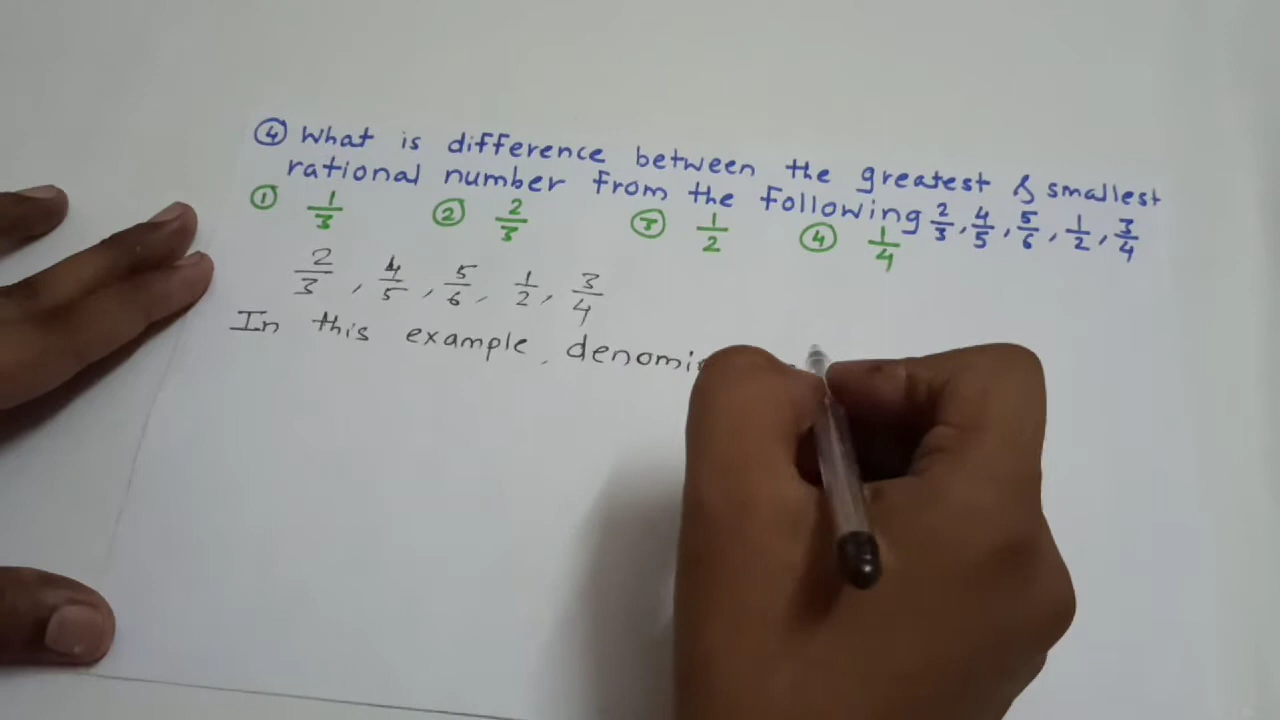 ④ What is difference between the greatest & smallest
rational number from the following 2/3, 4/5, 5/6, 1/2, 3/4
① 1/3 ② 2/3 ③ 1/2 ④ 1/4
2/3, 4/5, 5/6, 1/2, 3/4
In this example,